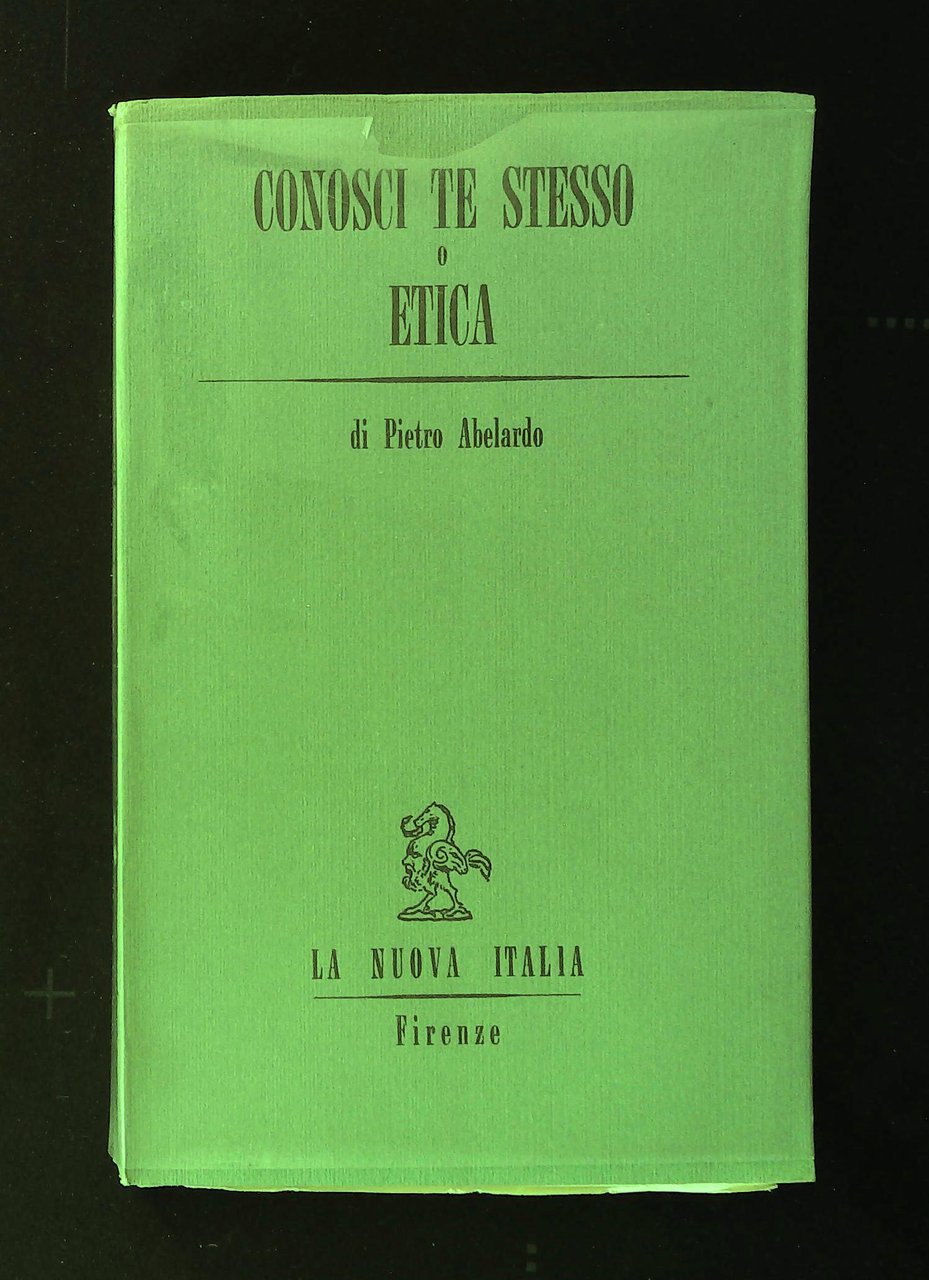 CONOSCI TE STESSO
O
ETICA
di Pietro Abelardo
LA NUOVA ITALIA
Firenze